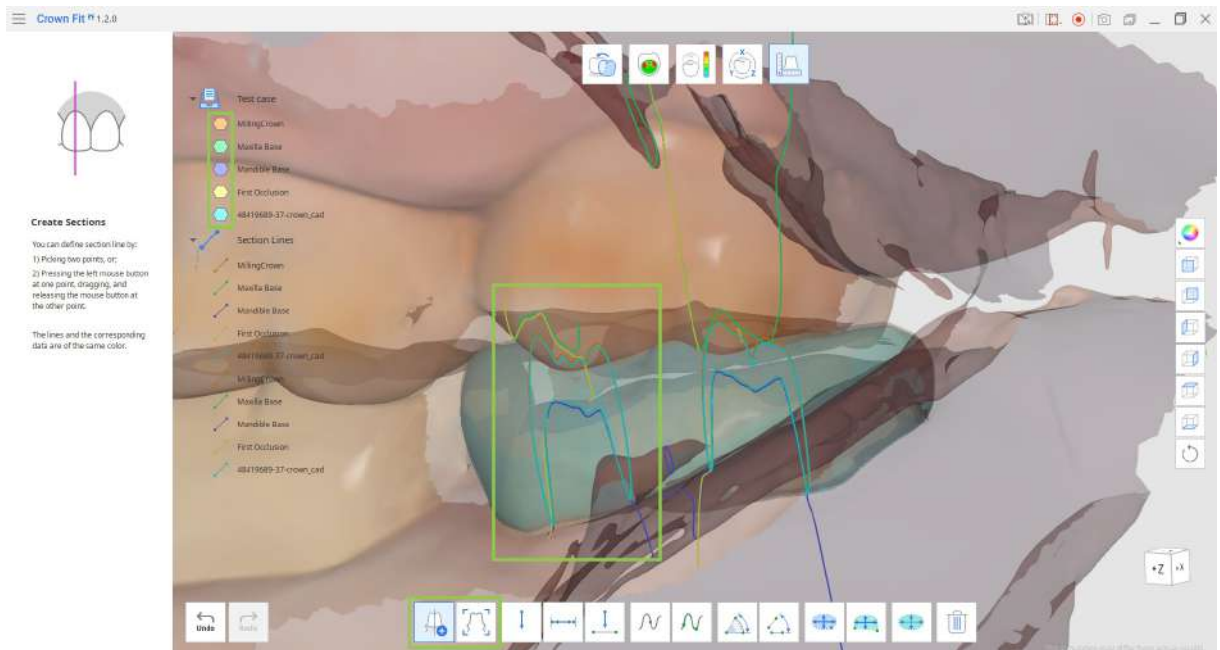 Crown Fit 1.2.0
Create Sections
You can define section line by:
1) Picking two points, or;
2) Pressing the left mouse button
at one point, dragging, and
releasing the mouse button at
the other point.
The lines and the corresponding
data are of the same color.
Test case
MillingCrown
Maxilla Base
Mandible Base
First Occlusion
48419689-37-crown_cad
Section Lines
MillingCrown
Maxilla Base
Mandible Base
First Occlusion
48419689-37-crown_cad
MillingCrown
Maxilla Base
Mandible Base
First Occlusion
48419689-37-crown_cad
X
Y
Z
+Z
+X
Undo
Redo